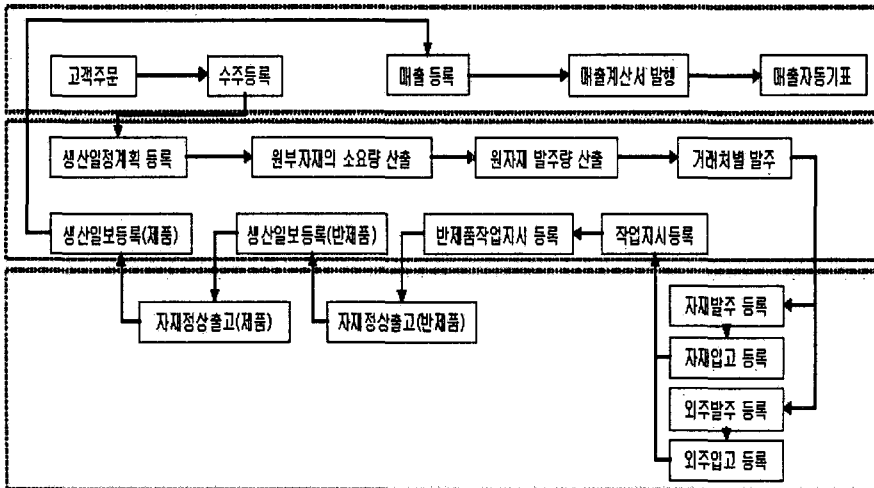 고객주문
수주등록
매출 등록
매출계산서 발행
매출자동기표
생산일정계획 등록
원부자재의 소요량 산출
원자재 발주량 산출
거래처별 발주
생산일보등록(제품)
생산일보등록(반제품)
반제품작업지시 등록
작업지시등록
자재정상출고(제품)
자재정상출고(반제품)
자재발주 등록
자재입고 등록
외주발주 등록
외주입고 등록